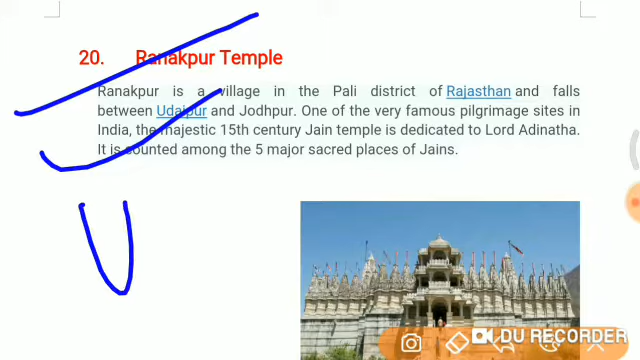 20. Ranakpur Temple
Ranakpur is a village in the Pali district of Rajasthan and falls
between Udaipur and Jodhpur. One of the very famous pilgrimage sites in
India, the majestic 15th century Jain temple is dedicated to Lord Adinatha.
It is counted among the 5 major sacred places of Jains.
DU RECORDER